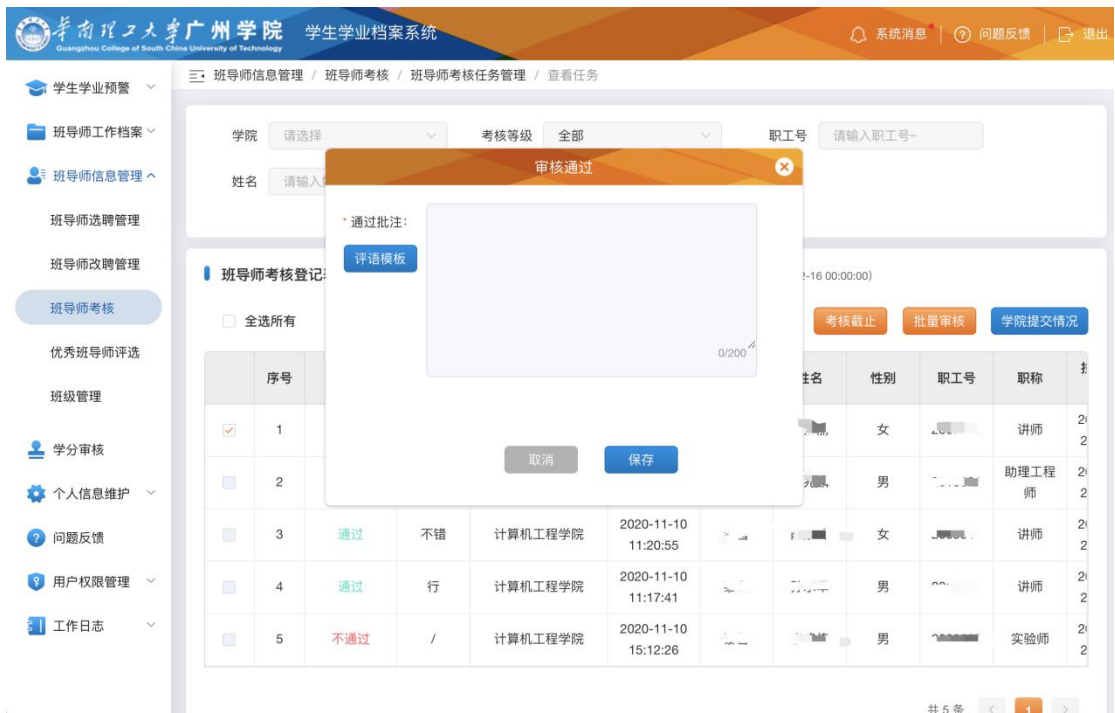 华南理工大学广州学院 学生学业档案系统 系统消息 问题反馈 退出
Guangzhou College of South China University of Technology
班导师信息管理 / 班导师考核 / 班导师考核任务管理 / 查看任务
学生学业预警
班导师工作档案
班导师信息管理
班导师选聘管理
班导师改聘管理
班导师考核
优秀班导师评选
班级管理
学分审核
个人信息维护
问题反馈
用户权限管理
工作日志
学院 请选择 考核等级 全部 职工号 请输入职工号~
姓名 请输入
审核通过
* 通过批注:
评语模板
0/200
取消 保存
班导师考核登记 -16 00:00:00)
全选所有 考核截止 批量审核 学院提交情况
序号 性别 职工号 职称
1 女 讲师
2 男 助理工程师
3 通过 不错 计算机工程学院 2020-11-10 11:20:55 女 讲师
4 通过 行 计算机工程学院 2020-11-10 11:17:41 男 讲师
5 不通过 / 计算机工程学院 2020-11-10 15:12:26 男 实验师
共 5 条 < 1 >